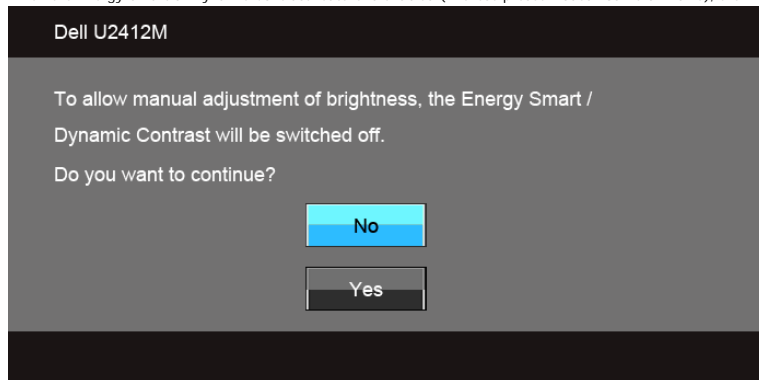 Dell U2412M
To allow manual adjustment of brightness, the Energy Smart /
Dynamic Contrast will be switched off.
Do you want to continue?
No
Yes